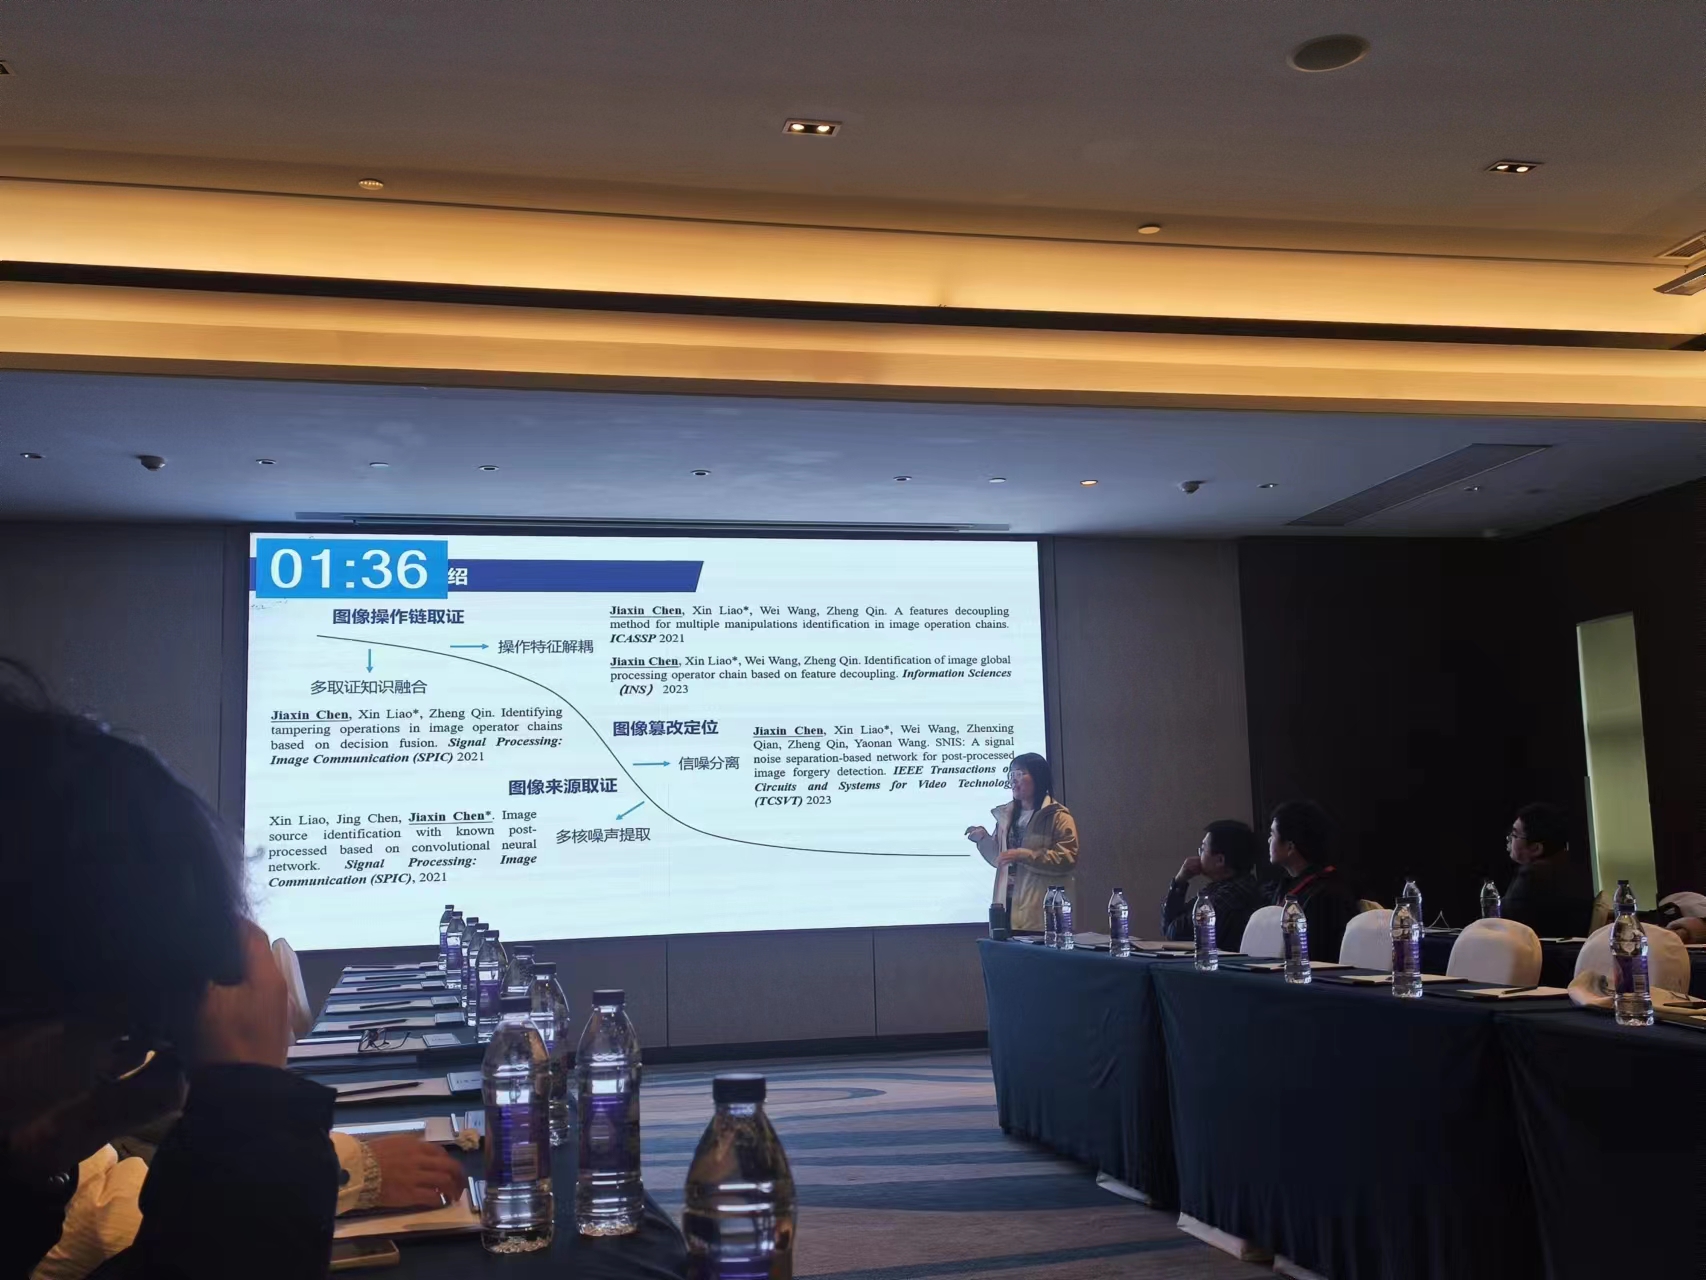 01:36
绍
图像操作链取证
操作特征解耦
多取证知识融合
Jiaxin Chen, Xin Liao*, Wei Wang, Zheng Qin. A features decoupling
method for multiple manipulations identification in image operation chains.
ICASSP 2021
Jiaxin Chen, Xin Liao*, Wei Wang, Zheng Qin. Identification of image global
processing operator chain based on feature decoupling. Information Sciences
(INS) 2023
Jiaxin Chen, Xin Liao*, Zheng Qin. Identifying
tampering operations in image operator chains
based on decision fusion. Signal Processing:
Image Communication (SPIC) 2021
图像篡改定位
信噪分离
Jiaxin Chen, Xin Liao*, Wei Wang, Zhenxing
Qian, Zheng Qin, Yaonan Wang. SNIS: A signal
noise separation-based network for post-processed
image forgery detection. IEEE Transactions
Circuits and Systems for Video Technolog
(TCSVT) 2023
图像来源取证
多核噪声提取
Xin Liao, Jing Chen, Jiaxin Chen*. Image
source identification with known post-
processed based on convolutional neural
network. Signal Processing: Image
Communication (SPIC), 2021